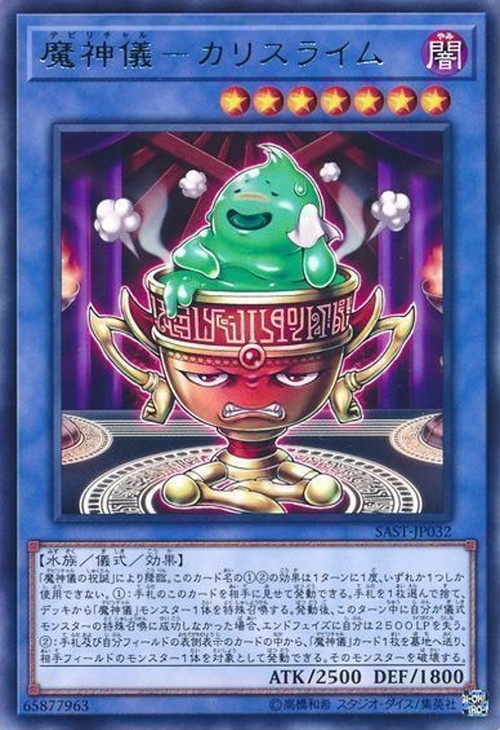 デビリチャル
魔神儀－カリスライム
やみ
闇
SAST-JP032
【水族／儀式／効果】
「魔神儀の祝誕」により降臨。このカード名の①②の効果は1ターンに1度、いずれか1つしか
使用できない。①：手札のこのカードを相手に見せて発動できる。手札を1枚選んで捨て、
デッキから「魔神儀」モンスター1体を特殊召喚する。発動後、このターン中に自分が儀式
モンスターの特殊召喚に成功しなかった場合、エンドフェイズに自分は2500LPを失う。
②：手札及び自分フィールドの表側表示のカードの中から、「魔神儀」カード1枚を墓地へ送り、
相手フィールドのモンスター1体を対象として発動できる。そのモンスターを破壊する。
ATK/2500 DEF/1800
65877963 ©高橋和希 スタジオ・ダイス/集英社